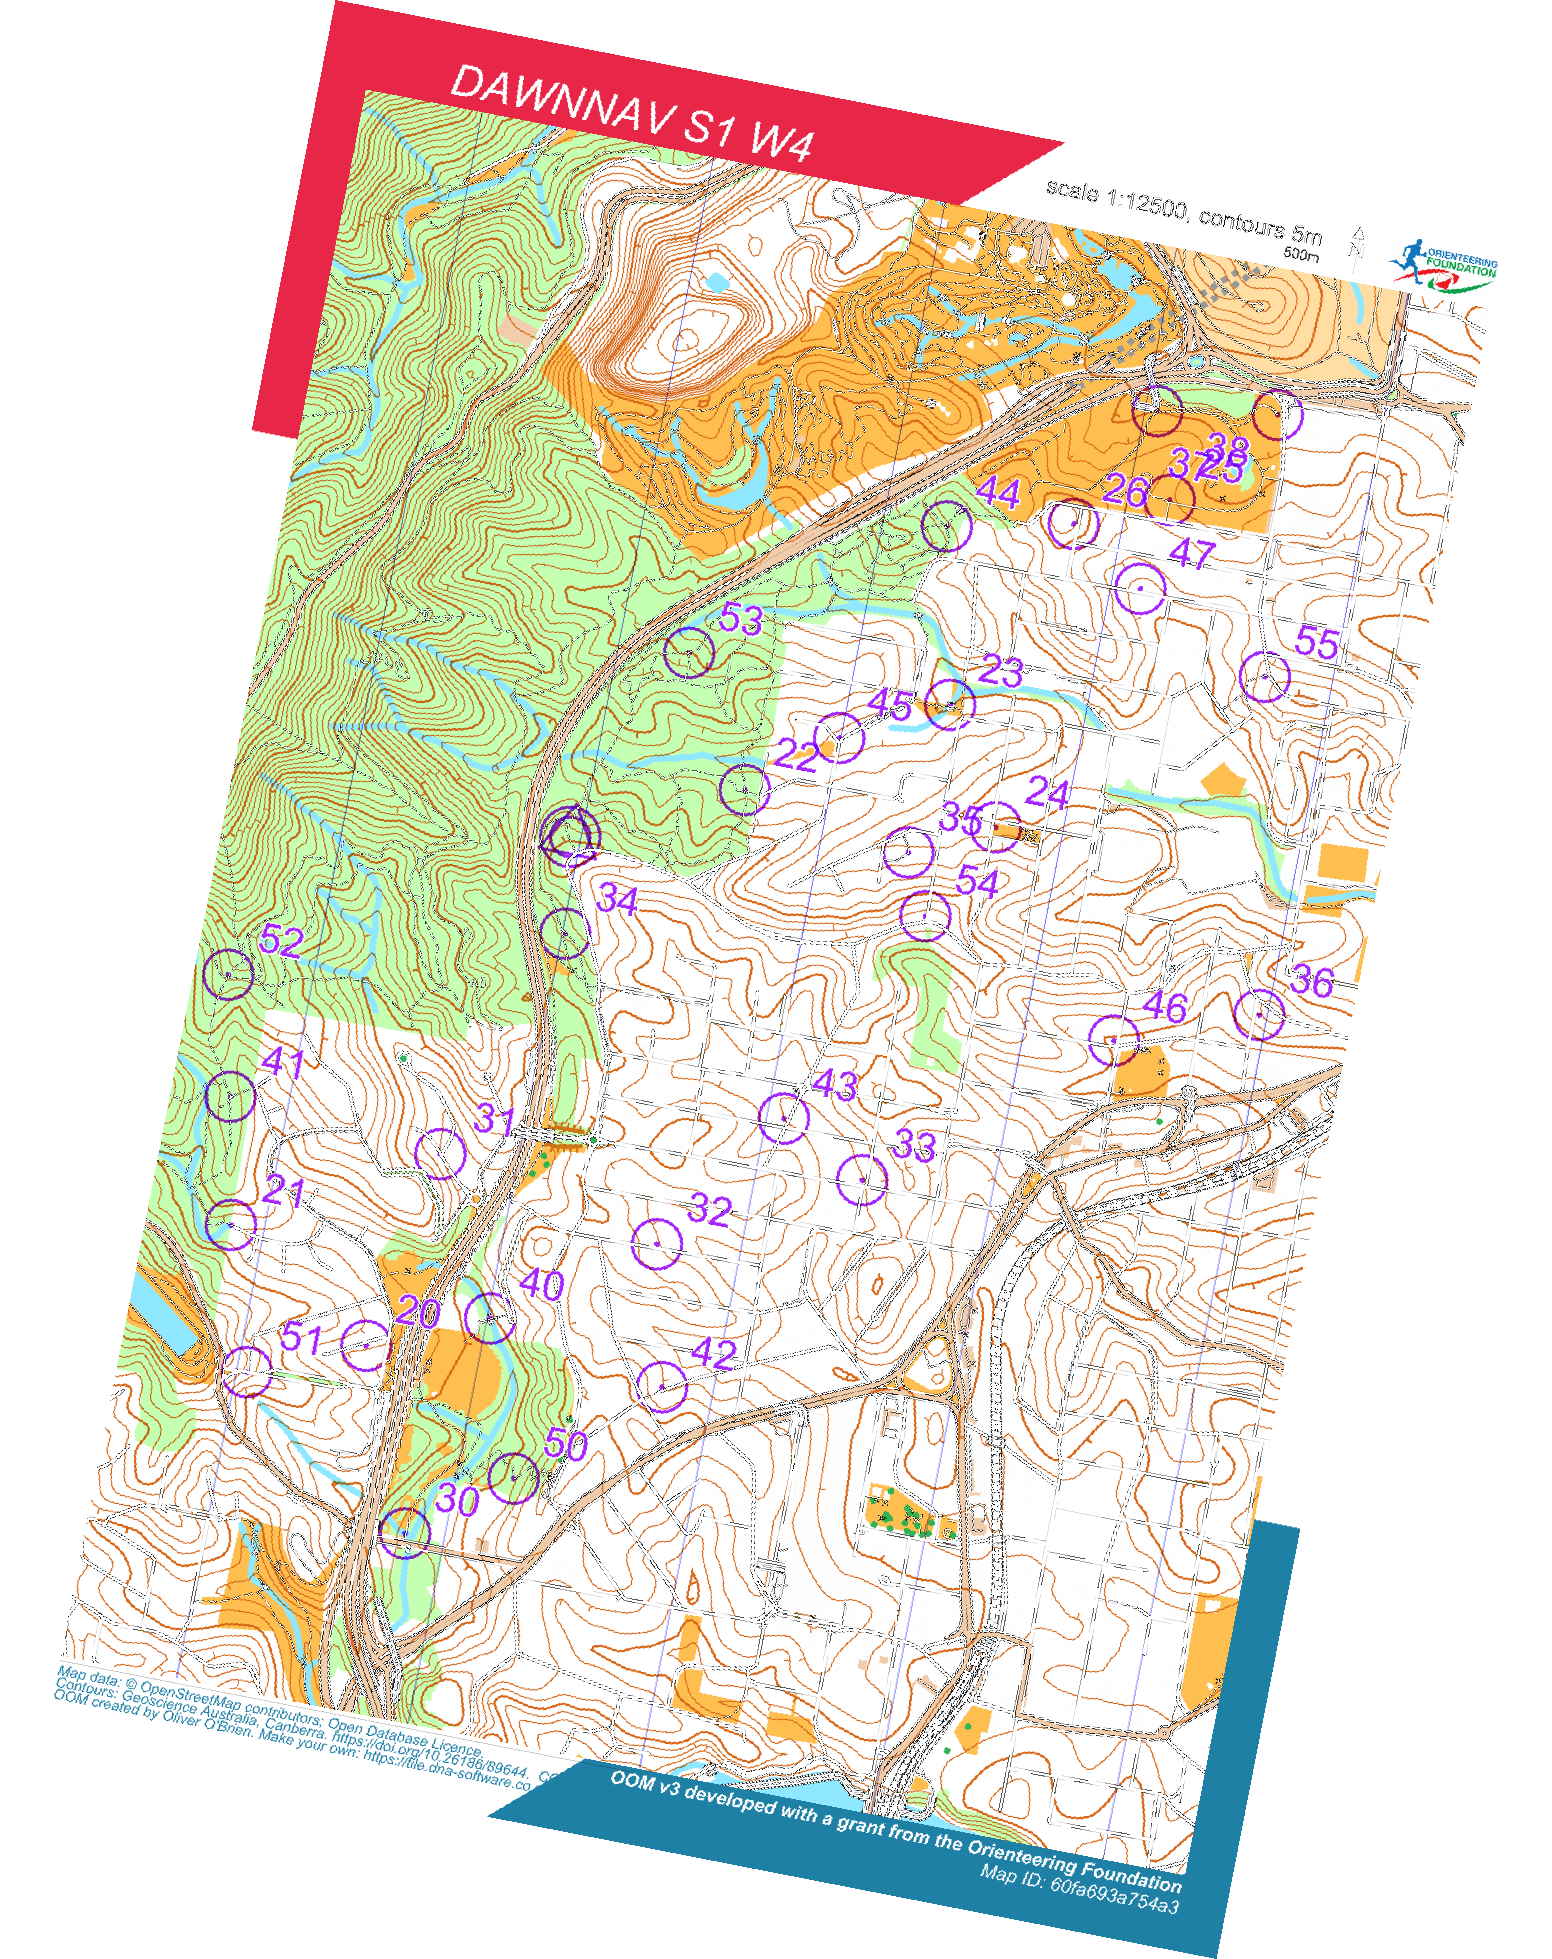 DAWNNAV S1 W4
scale 1:12500, contours 5m
500m
N
ORIENTEERING
FOUNDATION
38
37
25
44
26
47
53
55
23
45
22
24
35
54
34
52
36
46
41
43
31
33
21
32
40
20
51
42
50
30
Map data: © OpenStreetMap contributors, Open Database Licence.
Contours: Geoscience Australia, Canberra. https://doi.org/10.26186/89644. CC
OOM created by Oliver O'Brien. Make your own: https://tile.dna-software.co
OOM v3 developed with a grant from the Orienteering Foundation
Map ID: 60fa693a754a3